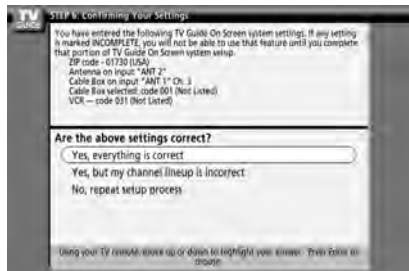 TV
GUIDE
STEP 6: Confirming Your Settings
You have entered the following TV Guide On Screen system settings. If any setting
is marked INCOMPLETE, you will not be able to use that feature until you complete
that portion of TV Guide On Screen system setup.
ZIP code - 01730 (USA)
Antenna on input "ANT 2"
Cable Box on input "ANT 1" Ch. 3
Cable Box selected: code 001 (Not Listed)
VCR — code 031 (Not Listed)
Are the above settings correct?
Yes, everything is correct
Yes, but my channel lineup is incorrect
No, repeat setup process
Using your TV remote, move up or down to highlight your answer. Press Enter to
choose.